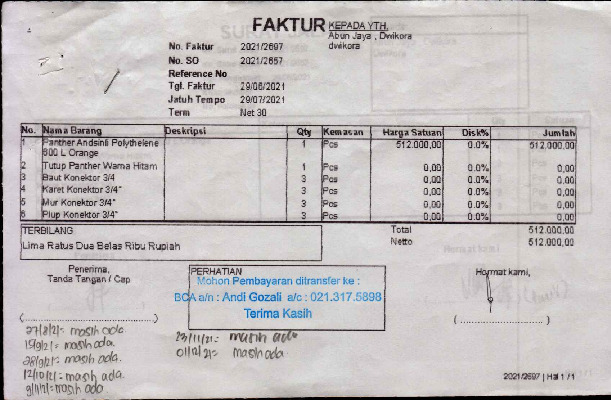 FAKTUR
KEPADA YTH,
Abun Jaya , Dwikora
dwikora
No. Faktur 2021/2697
No. SO 2021/2657
Reference No
Tgl. Faktur 29/06/2021
Jatuh Tempo 29/07/2021
Term Net 30
No. Nama Barang Deskripsi Qty Kemasan Harga Satuan Disk% Jumlah
1 Panther Andsinli Polythelene 1 Pcs 512.000,00 0.0% 512.000,00
600 L Orange
2 Tutup Panther Warna Hitam 1 Pcs 0,00 0.0% 0,00
3 Baut Konektor 3/4 3 Pcs 0,00 0.0% 0,00
4 Karet Konektor 3/4" 3 Pcs 0,00 0.0% 0,00
5 Mur Konektor 3/4" 3 Pcs 0,00 0.0% 0,00
6 Plup Konektor 3/4" 3 Pcs 0,00 0.0% 0,00
TERBILANG
Lima Ratus Dua Belas Ribu Rupiah
Total 512.000,00
Netto 512.000,00
Penerima,
Tanda Tangan / Cap
PERHATIAN
Mohon Pembayaran ditransfer ke :
BCA a/n : Andi Gozali a/c : 021.317.5898
Terima Kasih
Hormat kami,
(........................)
(........................)
27/8/21= masih ada.
15/9/21= masih ada.
28/9/21= masih ada.
12/10/21= masih ada.
9/11/21= masih ada
23/11/21= masih ada
01/12/21= masih ada.
2021/2697 | Hal 1 / 1